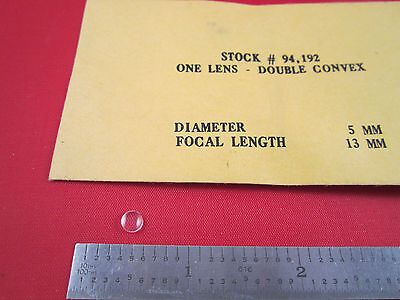 STOCK # 94,192
ONE LENS - DOUBLE CONVEX
DIAMETER 5 MM
FOCAL LENGTH 13 MM
1 2